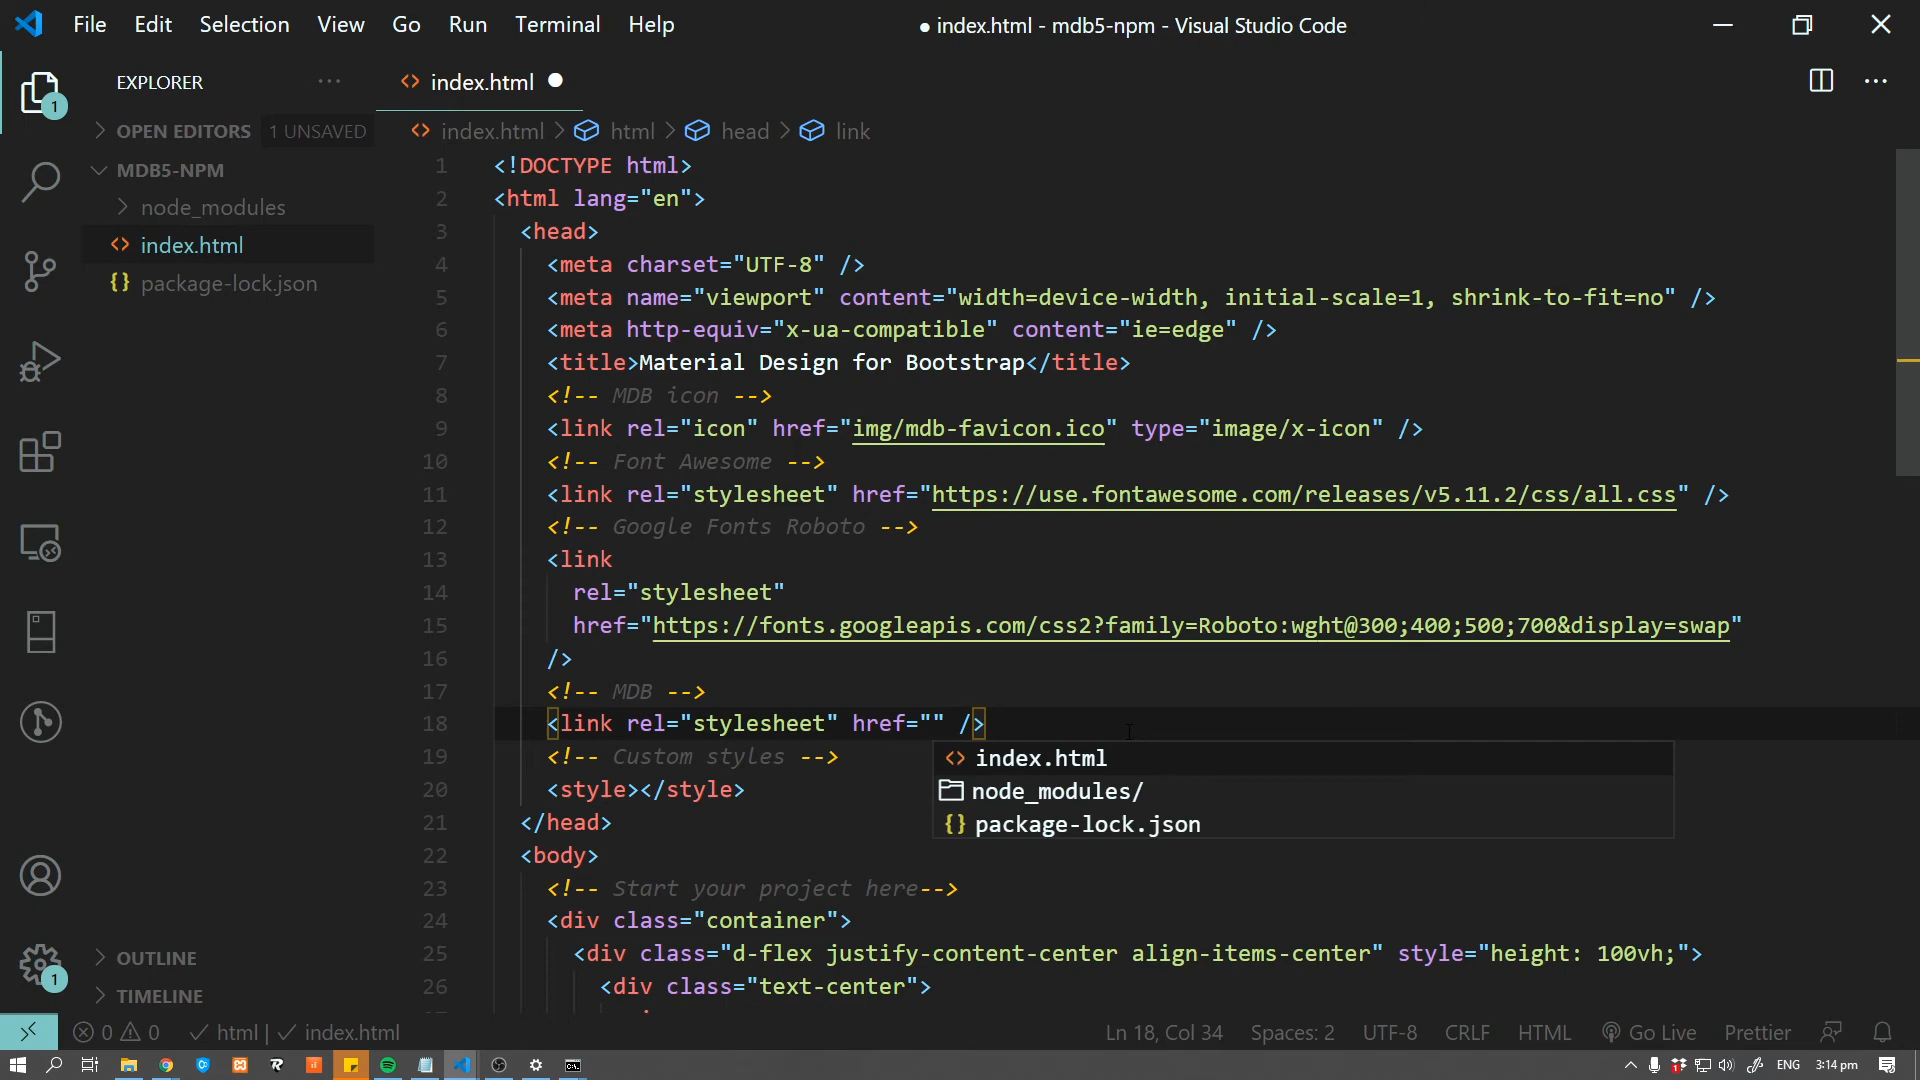 File Edit Selection View Go Run Terminal Help ● index.html - mdb5-npm - Visual Studio Code
EXPLORER ···
<> index.html ●
OPEN EDITORS 1 UNSAVED
MDB5-NPM
node_modules
<> index.html
{} package-lock.json
OUTLINE
TIMELINE
1
1
<> index.html > html > head > link
1 <!DOCTYPE html>
2 <html lang="en">
3 <head>
4 <meta charset="UTF-8" />
5 <meta name="viewport" content="width=device-width, initial-scale=1, shrink-to-fit=no" />
6 <meta http-equiv="x-ua-compatible" content="ie=edge" />
7 <title>Material Design for Bootstrap</title>
8 <!-- MDB icon -->
9 <link rel="icon" href="img/mdb-favicon.ico" type="image/x-icon" />
10 <!-- Font Awesome -->
11 <link rel="stylesheet" href="https://use.fontawesome.com/releases/v5.11.2/css/all.css" />
12 <!-- Google Fonts Roboto -->
13 <link
14 rel="stylesheet"
15 href="https://fonts.googleapis.com/css2?family=Roboto:wght@300;400;500;700&display=swap"
16 />
17 <!-- MDB -->
18 <link rel="stylesheet" href="" />
19 <!-- Custom styles -->
20 <style></style>
21 </head>
22 <body>
23 <!-- Start your project here-->
24 <div class="container">
25 <div class="d-flex justify-content-center align-items-center" style="height: 100vh;">
26 <div class="text-center">
<> index.html
node_modules/
{} package-lock.json
0 0 html | index.html Ln 18, Col 34 Spaces: 2 UTF-8 CRLF HTML Go Live Prettier
ENG 3:14 pm